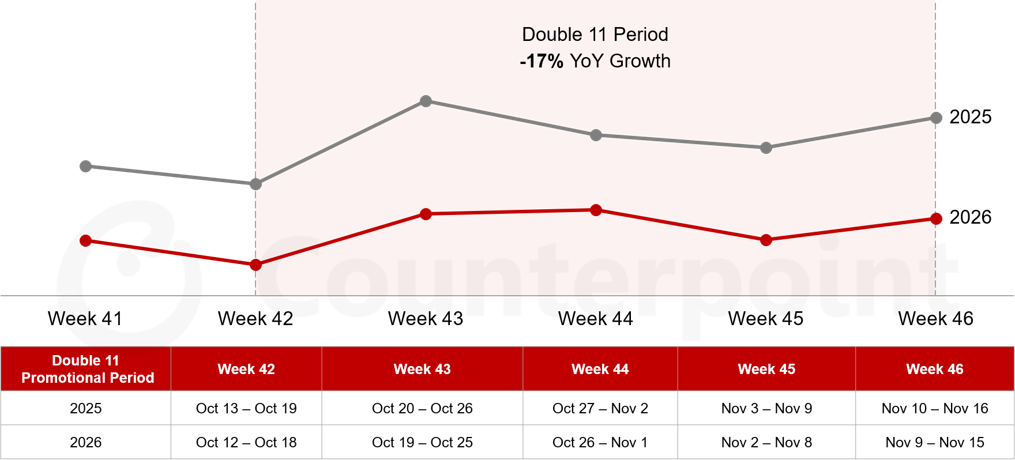 Double 11 Period
-17% YoY Growth
2025
2026
Counterpoint
Week 41 Week 42 Week 43 Week 44 Week 45 Week 46
Double 11
Promotional Period Week 42 Week 43 Week 44 Week 45 Week 46
2025 Oct 13 – Oct 19 Oct 20 – Oct 26 Oct 27 – Nov 2 Nov 3 – Nov 9 Nov 10 – Nov 16
2026 Oct 12 – Oct 18 Oct 19 – Oct 25 Oct 26 – Nov 1 Nov 2 – Nov 8 Nov 9 – Nov 15